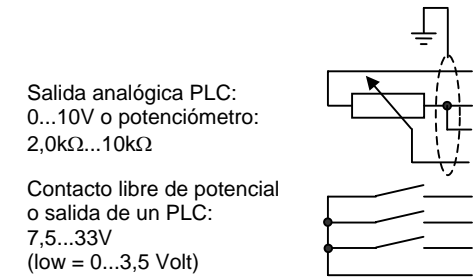 Salida analógica PLC:
0...10V o potenciómetro:
2,0kΩ...10kΩ
Contacto libre de potencial
o salida de un PLC:
7,5...33V
(low = 0...3,5 Volt)